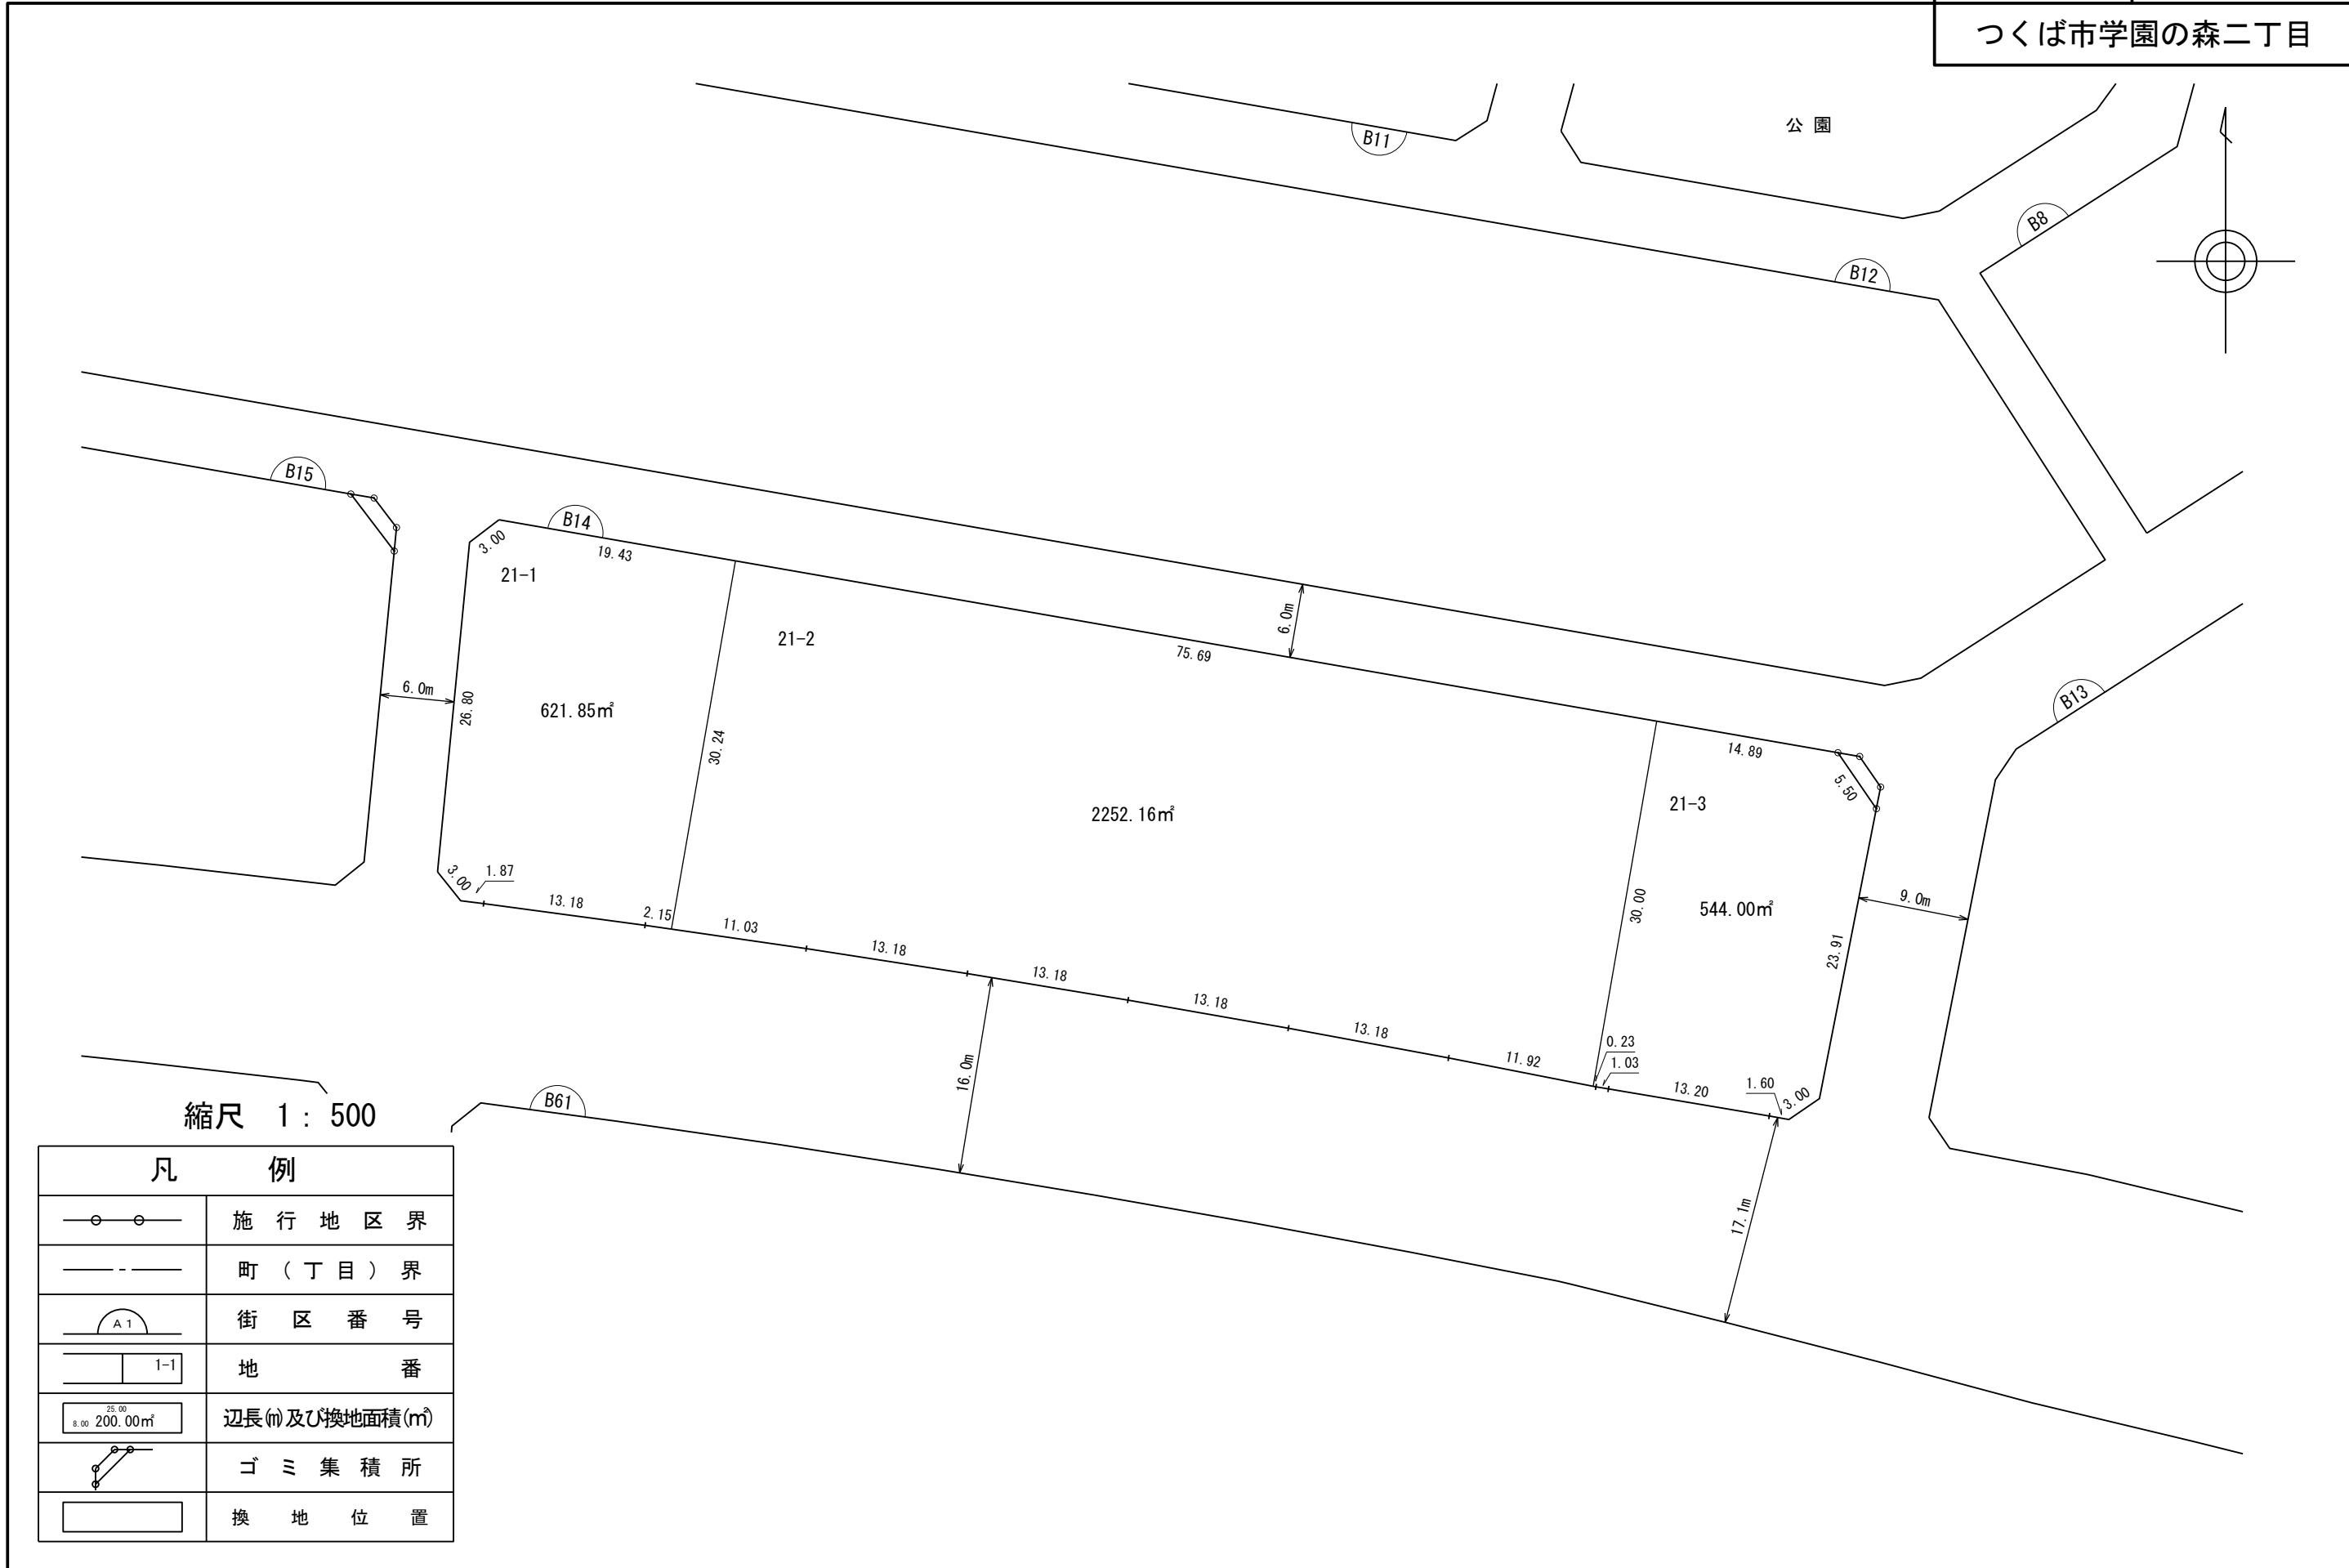 つくば市学園の森二丁目
公 園
B11
B8
B12
B15
B14
3.00
19.43
21-1
21-2
6.0m
75.69
B13
6.0m
26.80
621.85㎡
30.24
14.89
5.50
21-3
2252.16㎡
3.00
1.87
13.18
2.15
11.03
13.18
13.18
13.18
13.18
11.92
30.00
544.00㎡
23.91
9.0m
0.23
1.03
13.20
1.60
3.00
16.0m
17.1m
B61
縮尺 1: 500
凡 例
施 行 地 区 界
町 ( 丁 目 ) 界
A1
街 区 番 号
1-1
地 番
25.00
8.00 200.00㎡
辺長(m)及び換地面積(㎡)
ゴ ミ 集 積 所
換 地 位 置